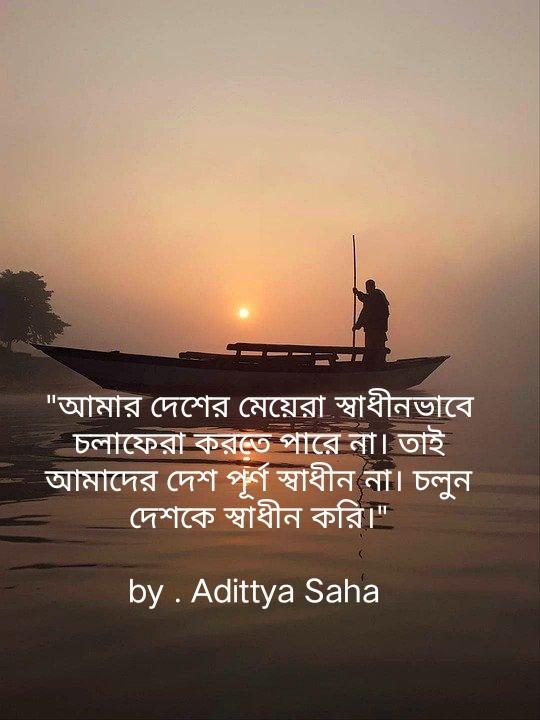 "আমার দেশের মেয়েরা স্বাধীনভাবে
চলাফেরা করতে পারে না। তাই
আমাদের দেশ পূর্ণ স্বাধীন না। চলুন
দেশকে স্বাধীন করি।"
by . Adittya Saha